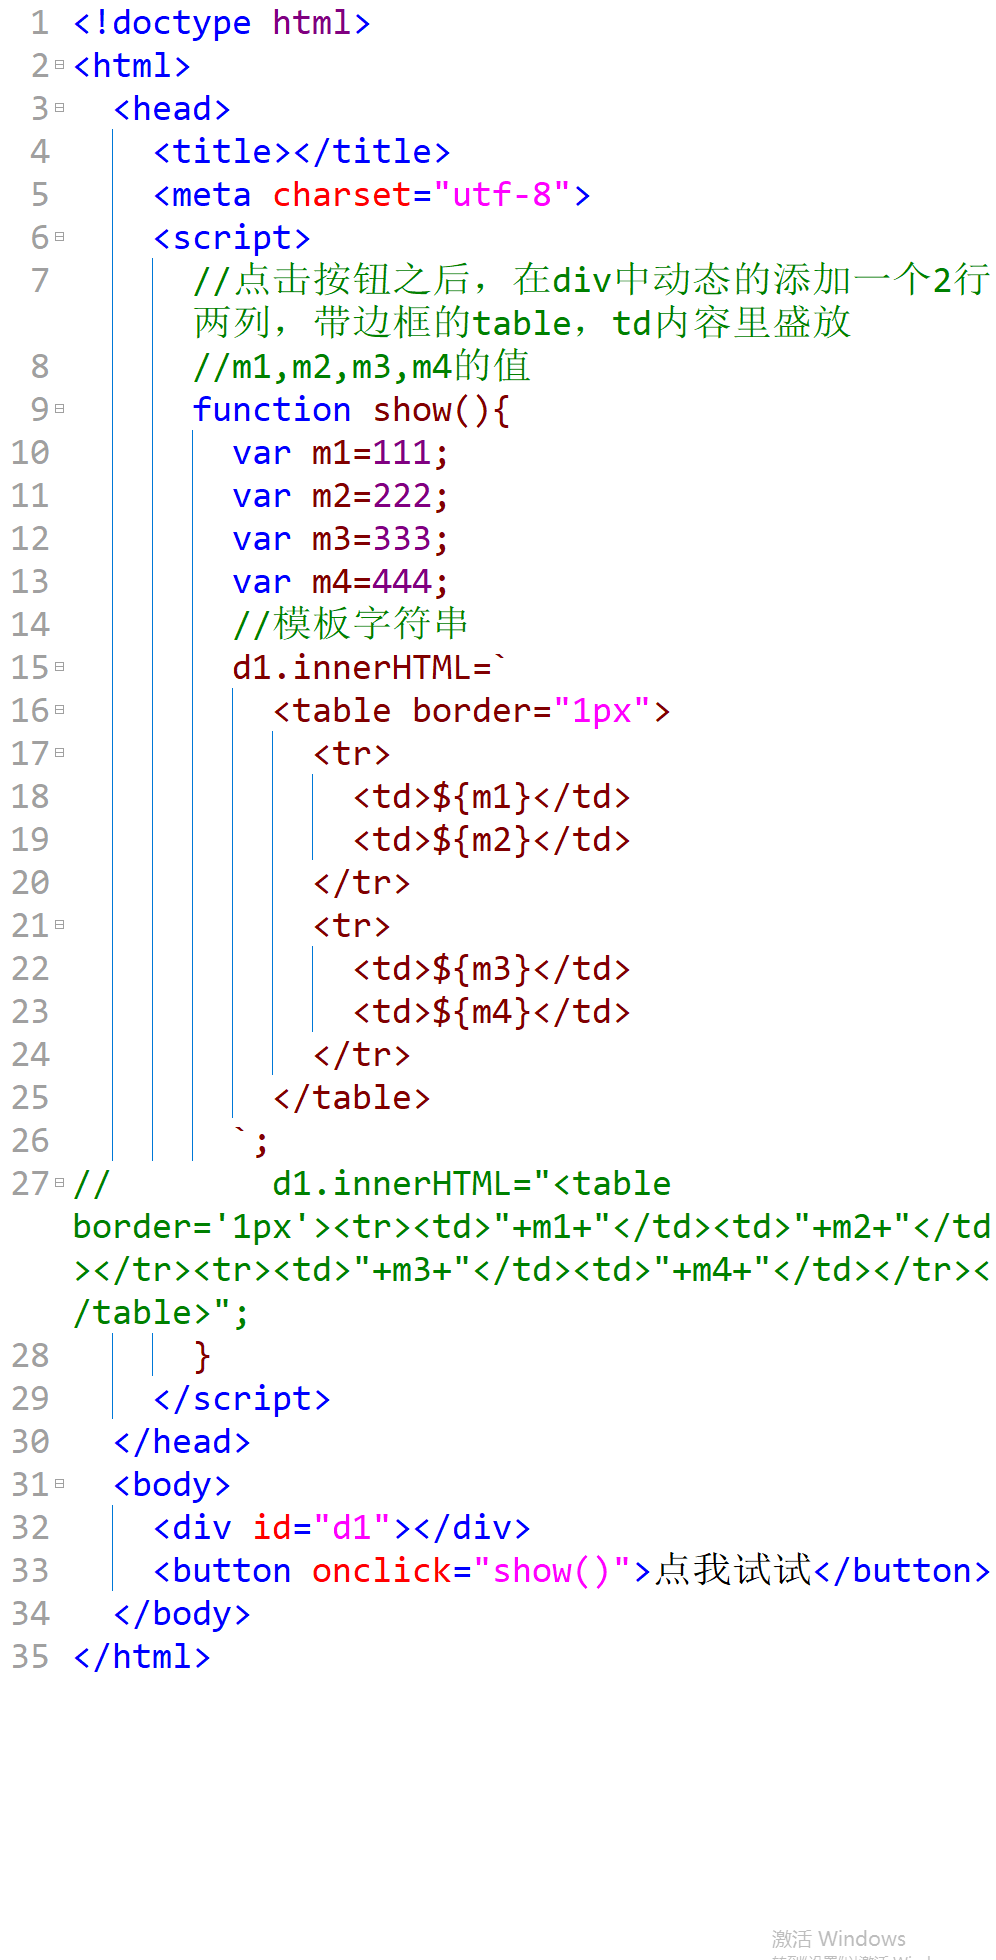 1 <!doctype html>
2 <html>
3 <head>
4 <title></title>
5 <meta charset="utf-8">
6 <script>
7 //点击按钮之后，在div中动态的添加一个2行
两列，带边框的table，td内容里盛放
8 //m1,m2,m3,m4的值
9 function show(){
10 var m1=111;
11 var m2=222;
12 var m3=333;
13 var m4=444;
14 //模板字符串
15 d1.innerHTML=`
16 <table border="1px">
17 <tr>
18 <td>${m1}</td>
19 <td>${m2}</td>
20 </tr>
21 <tr>
22 <td>${m3}</td>
23 <td>${m4}</td>
24 </tr>
25 </table>
26 `;
27 // d1.innerHTML="<table
border='1px'><tr><td>"+m1+"</td><td>"+m2+"</td
></tr><tr><td>"+m3+"</td><td>"+m4+"</td></tr><
/table>";
28 }
29 </script>
30 </head>
31 <body>
32 <div id="d1"></div>
33 <button onclick="show()">点我试试</button>
34 </body>
35 </html>
激活 Windows